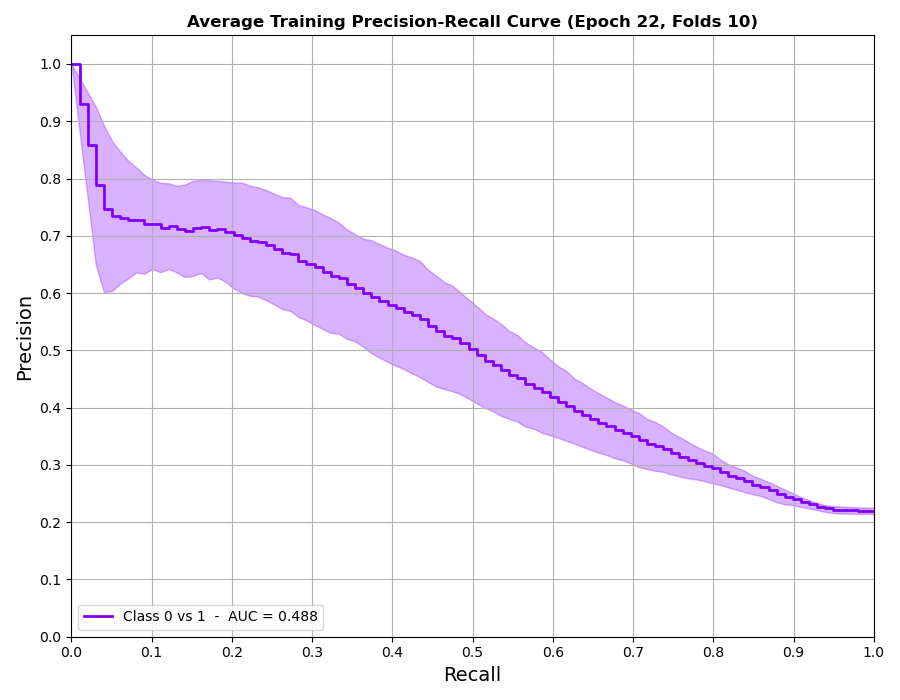 Average Training Precision-Recall Curve (Epoch 22, Folds 10)
Precision
1.0
0.9
0.8
0.7
0.6
0.5
0.4
0.3
0.2
0.1
0.0
Class 0 vs 1 - AUC = 0.488
0.0 0.1 0.2 0.3 0.4 0.5 0.6 0.7 0.8 0.9 1.0
Recall